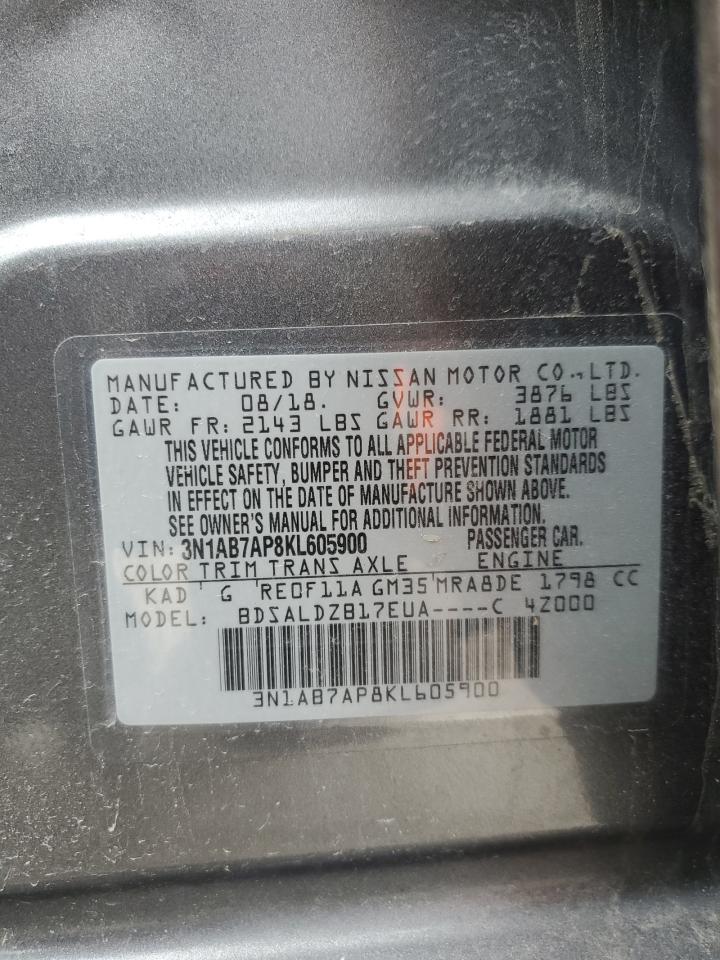 MANUFACTURED BY NISSAN MOTOR CO., LTD.
DATE: 08/18. GVWR: 3876 LBS
GAWR FR: 2143 LBS GAWR RR: 1881 LBS
THIS VEHICLE CONFORMS TO ALL APPLICABLE FEDERAL MOTOR
VEHICLE SAFETY, BUMPER AND THEFT PREVENTION STANDARDS
IN EFFECT ON THE DATE OF MANUFACTURE SHOWN ABOVE.
SEE OWNER'S MANUAL FOR ADDITIONAL INFORMATION.
VIN: 3N1AB7AP8KL605900 PASSENGER CAR.
COLOR TRIM TRANS AXLE ENGINE
KAD G RE0F11A GM35 MRA8DE 1798 CC
MODEL: BDSALDZB17EUA----C 4Z000
3N1AB7AP8KL605900